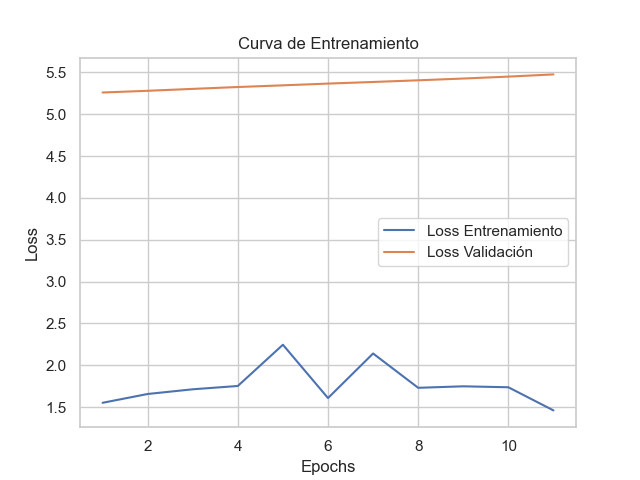 Curva de Entrenamiento
5.5
5.0
4.5
4.0
3.5
3.0
2.5
2.0
1.5
Loss
Loss Entrenamiento
Loss Validación
2 4 6 8 10
Epochs